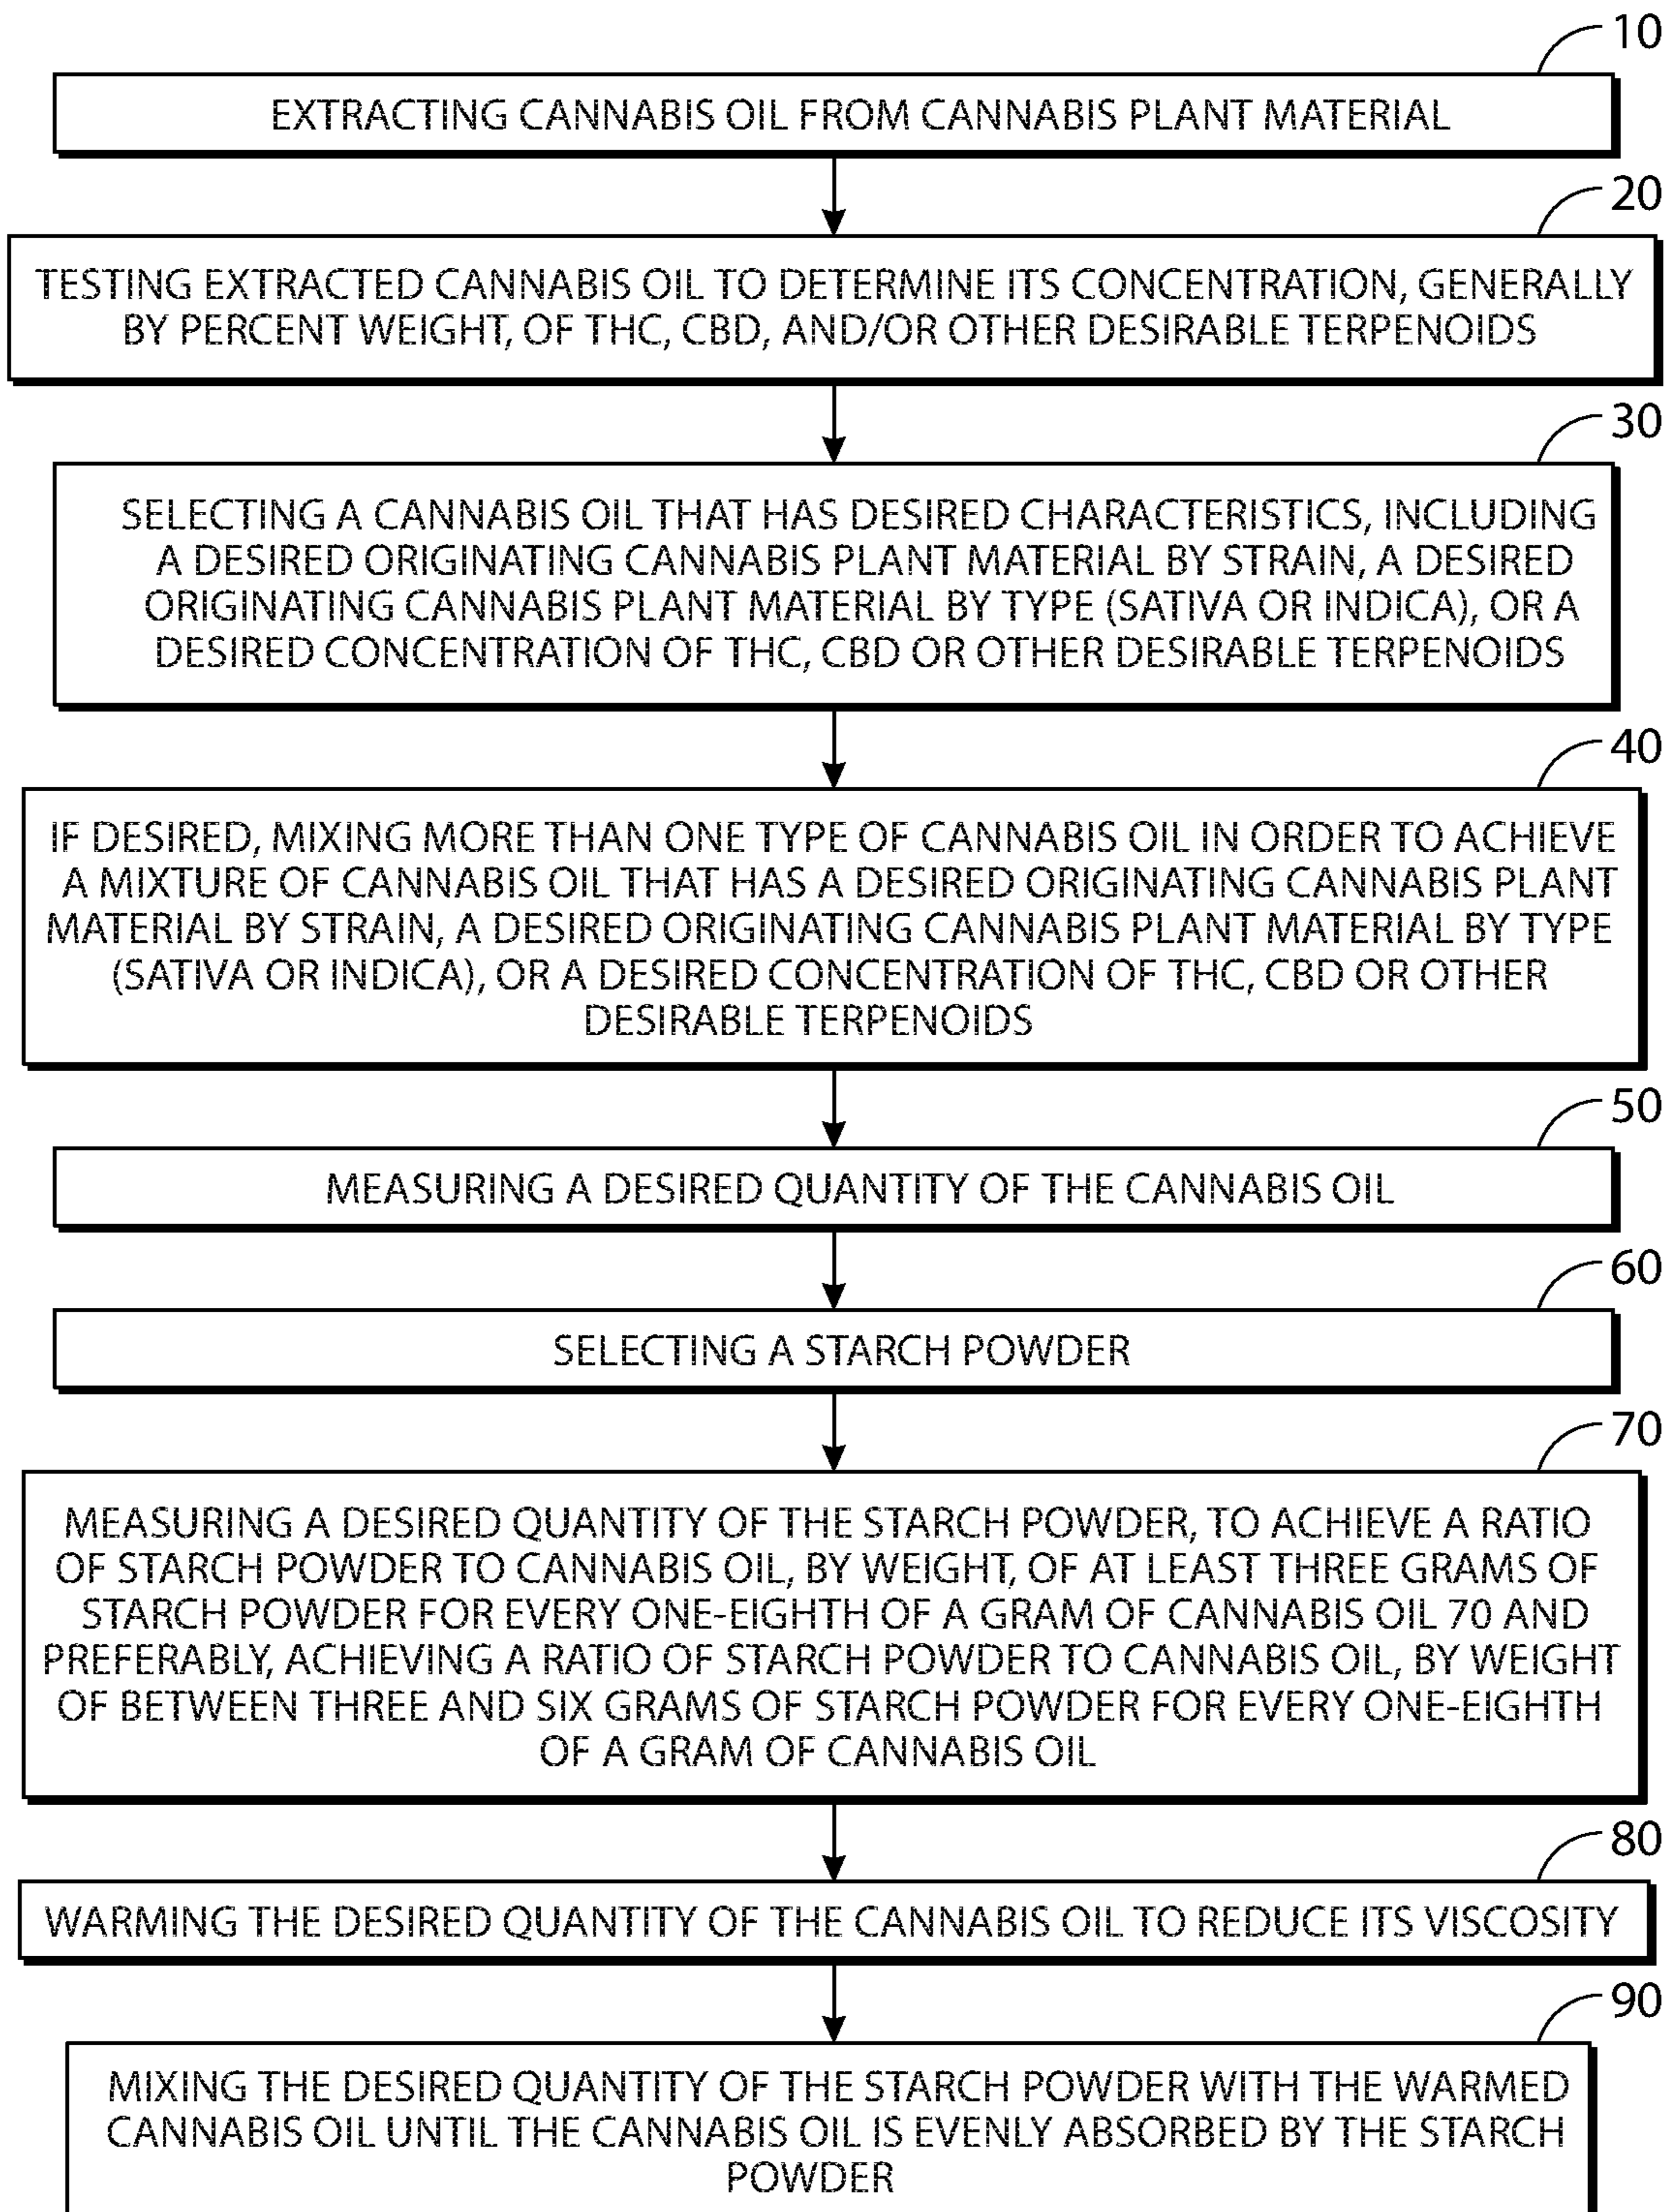 10
EXTRACTING CANNABIS OIL FROM CANNABIS PLANT MATERIAL
20
TESTING EXTRACTED CANNABIS OIL TO DETERMINE ITS CONCENTRATION, GENERALLY
BY PERCENT WEIGHT, OF THC, CBD, AND/OR OTHER DESIRABLE TERPENOIDS
30
SELECTING A CANNABIS OIL THAT HAS DESIRED CHARACTERISTICS, INCLUDING
A DESIRED ORIGINATING CANNABIS PLANT MATERIAL BY STRAIN, A DESIRED
ORIGINATING CANNABIS PLANT MATERIAL BY TYPE (SATIVA OR INDICA), OR A
DESIRED CONCENTRATION OF THC, CBD OR OTHER DESIRABLE TERPENOIDS
40
IF DESIRED, MIXING MORE THAN ONE TYPE OF CANNABIS OIL IN ORDER TO ACHIEVE
A MIXTURE OF CANNABIS OIL THAT HAS A DESIRED ORIGINATING CANNABIS PLANT
MATERIAL BY STRAIN, A DESIRED ORIGINATING CANNABIS PLANT MATERIAL BY TYPE
(SATIVA OR INDICA), OR A DESIRED CONCENTRATION OF THC, CBD OR OTHER
DESIRABLE TERPENOIDS
50
MEASURING A DESIRED QUANTITY OF THE CANNABIS OIL
60
SELECTING A STARCH POWDER
70
MEASURING A DESIRED QUANTITY OF THE STARCH POWDER, TO ACHIEVE A RATIO
OF STARCH POWDER TO CANNABIS OIL, BY WEIGHT, OF AT LEAST THREE GRAMS OF
STARCH POWDER FOR EVERY ONE-EIGHTH OF A GRAM OF CANNABIS OIL 70 AND
PREFERABLY, ACHIEVING A RATIO OF STARCH POWDER TO CANNABIS OIL, BY WEIGHT
OF BETWEEN THREE AND SIX GRAMS OF STARCH POWDER FOR EVERY ONE-EIGHTH
OF A GRAM OF CANNABIS OIL
80
WARMING THE DESIRED QUANTITY OF THE CANNABIS OIL TO REDUCE ITS VISCOSITY
90
MIXING THE DESIRED QUANTITY OF THE STARCH POWDER WITH THE WARMED
CANNABIS OIL UNTIL THE CANNABIS OIL IS EVENLY ABSORBED BY THE STARCH
POWDER